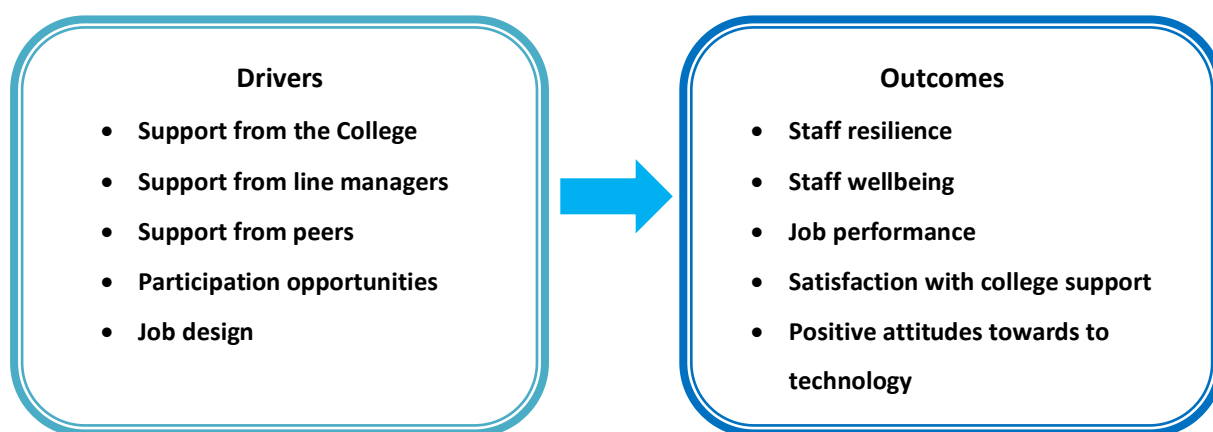 Drivers
• Support from the College
• Support from line managers
• Support from peers
• Participation opportunities
• Job design
Outcomes
• Staff resilience
• Staff wellbeing
• Job performance
• Satisfaction with college support
• Positive attitudes towards to
technology